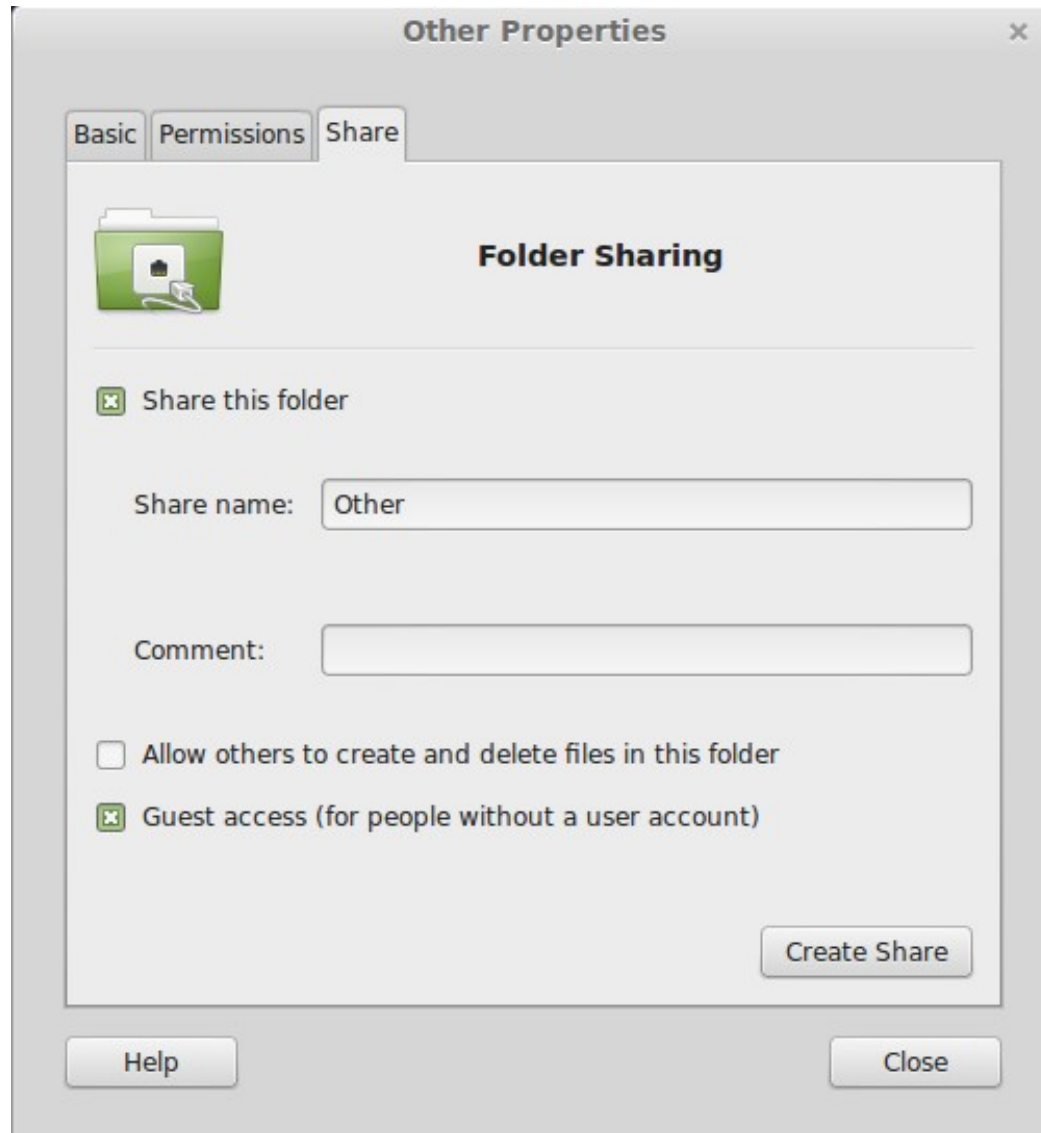 Other Properties
Basic Permissions Share
Folder Sharing
Share this folder
Share name: Other
Comment:
Allow others to create and delete files in this folder
Guest access (for people without a user account)
Create Share
Help Close